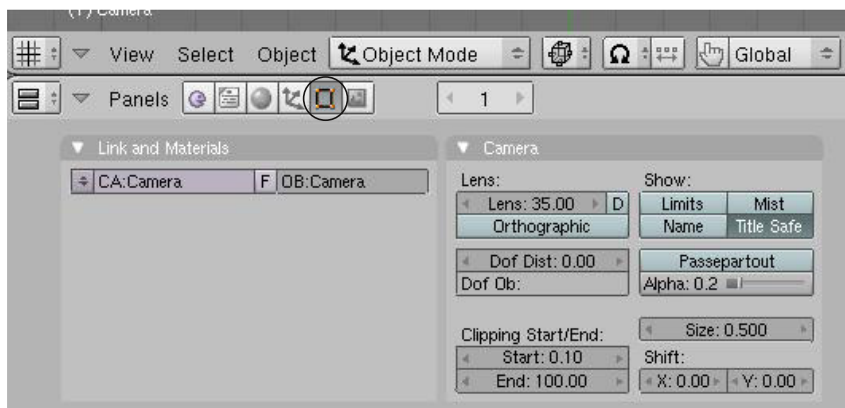 (1) Camera
View Select Object Object Mode Global
Panels 1
Link and Materials
CA:Camera F OB:Camera
Camera
Lens: Show:
Lens: 35.00 D Limits Mist
Orthographic Name Title Safe
Dof Dist: 0.00 Passepartout
Dof Ob: Alpha: 0.2
Clipping Start/End: Size: 0.500
Start: 0.10 Shift:
End: 100.00 X: 0.00 Y: 0.00